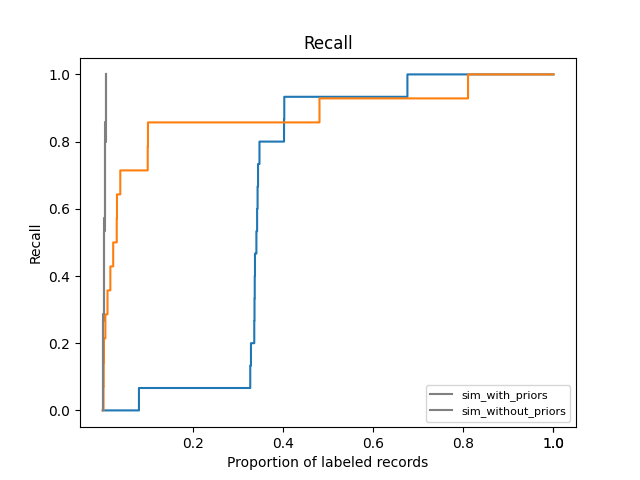 Recall
1.0
0.8
0.6
0.4
0.2
0.0
Recall
sim_with_priors
sim_without_priors
0.2 0.4 0.6 0.8 1.0 1.0
Proportion of labeled records